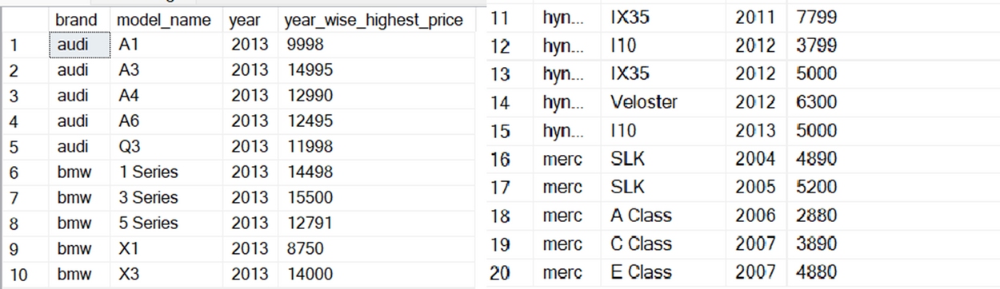 brand model_name year year_wise_highest_price
1 audi A1 2013 9998
2 audi A3 2013 14995
3 audi A4 2013 12990
4 audi A6 2013 12495
5 audi Q3 2013 11998
6 bmw 1 Series 2013 14498
7 bmw 3 Series 2013 15500
8 bmw 5 Series 2013 12791
9 bmw X1 2013 8750
10 bmw X3 2013 14000
11 hyn... IX35 2011 7799
12 hyn... I10 2012 3799
13 hyn... IX35 2012 5000
14 hyn... Veloster 2012 6300
15 hyn... I10 2013 5000
16 merc SLK 2004 4890
17 merc SLK 2005 5200
18 merc A Class 2006 2880
19 merc C Class 2007 3890
20 merc E Class 2007 4880